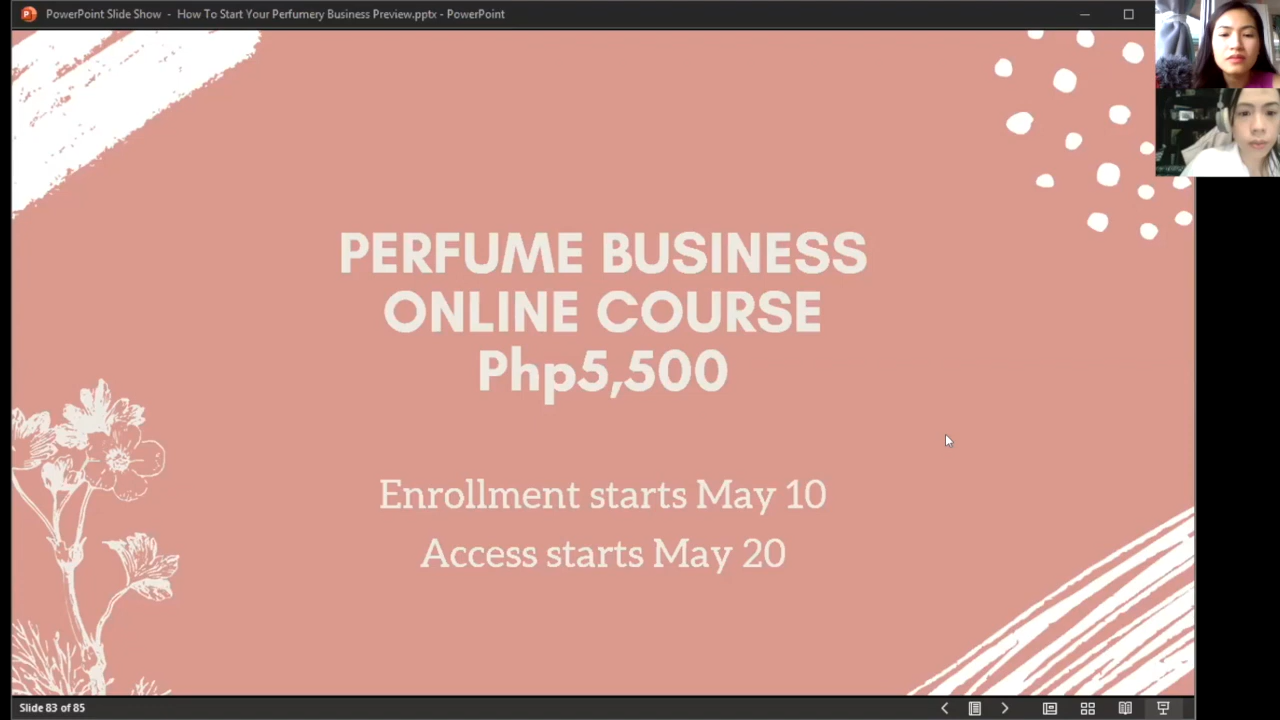 PowerPoint Slide Show - How To Start Your Perfumery Business Preview.pptx - PowerPoint
PERFUME BUSINESS
ONLINE COURSE
Php5,500
Enrollment starts May 10
Access starts May 20
Slide 83 of 85